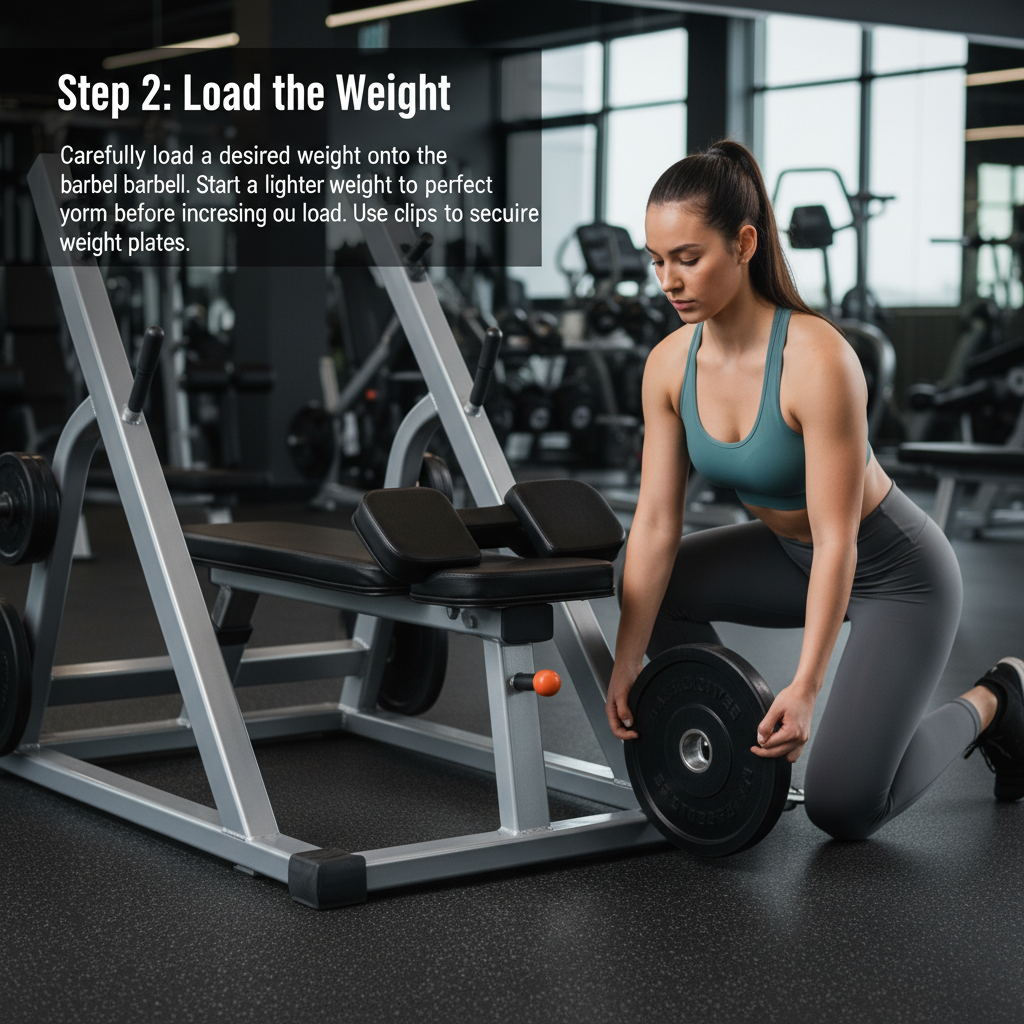 Step 2: Load the Weight
Carefully load a desired weight onto the
barbel barbell. Start a lighter weight to perfect
yorm before incresing ou load. Use clips to secuire
weight plates.